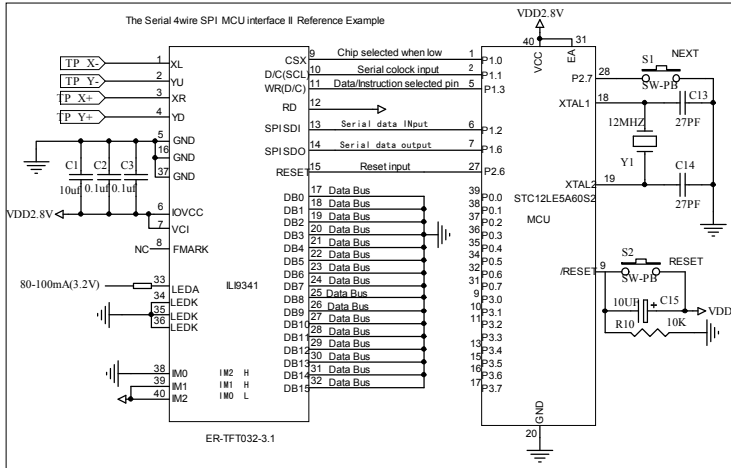 The Serial 4wire SPI MCU interface II Reference Example
VDD2.8V
TP X-
TP Y-
TP X+
TP Y+
1 XL
2 YU
3 XR
4 YD
5 GND
16 GND
37 GND
C1 C2 C3
10uf 0.1uf 0.1uf
VDD2.8V
6 IOVCC
7 VCI
NC 8 FMARK
80-100mA(3.2V)
33 LEDA
34 LEDK
35 LEDK
36 LEDK
38 IM0
39 IM1
40 IM2
ILI9341
IM2 H
IM1 H
IM0 L
ER-TFT032-3.1
CSX 9 Chip selected when low 1 P1.0
D/C(SCL) 10 Serial colock input 2 P1.1
WR(D/C) 11 Data/Instruction selected pin 5 P1.3
RD 12
SPISDI 13 Serial data INput 6 P1.2
SPISDO 14 Serial data output 7 P1.6
RESET 15 Reset input 27 P2.6
DB0 17 Data Bus 39 P0.0
DB1 18 Data Bus 38 P0.1
DB2 19 Data Bus 37 P0.2
DB3 20 Data Bus 36 P0.3
DB4 21 Data Bus 35 P0.4
DB5 22 Data Bus 34 P0.5
DB6 23 Data Bus 32 P0.6
DB7 24 Data Bus 31 P0.7
DB8 25 Data Bus 9 P3.0
DB9 26 Data Bus 10 P3.1
DB10 27 Data Bus 11 P3.2
DB11 28 Data Bus P3.3
DB12 29 Data Bus 13 P3.4
DB13 30 Data Bus 15 P3.5
DB14 31 Data Bus 16 P3.6
DB15 32 Data Bus 17 P3.7
40 VCC
31 EA
STC12LE5A60S2
MCU
GND
20
P2.7 28
S1 NEXT
SW-PB
XTAL1 18
C13
27PF
12MHZ
Y1
C14
XTAL2 19
27PF
/RESET 9
S2 RESET
SW-PB
10UF + C15
VDD
R10 10K